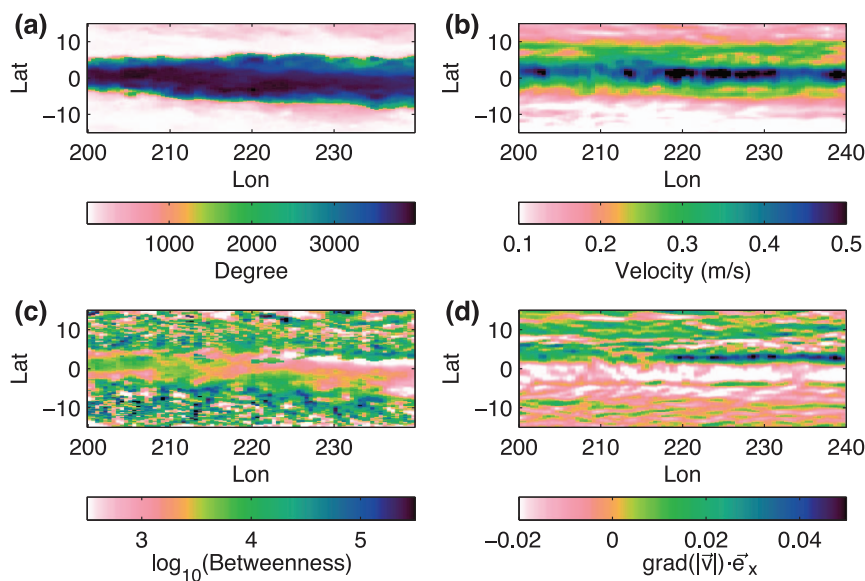 (a)
(b)
10
0
−10
Lat
200
210
220
230
Lon
1000
2000
3000
Degree
10
0
−10
Lat
200
210
220
230
240
Lon
0.1
0.2
0.3
0.4
0.5
Velocity (m/s)
(c)
(d)
10
0
−10
Lat
200
210
220
230
Lon
3
4
5
log10(Betweenness)
10
0
−10
Lat
200
210
220
230
240
Lon
−0.02
0
0.02
0.04
grad(|v⃗|)·e⃗_x